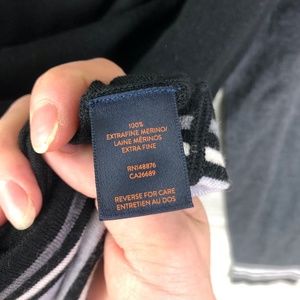 100%
EXTRAFINE MERINO/
LAINE MÉRINOS
EXTRA FINE
RN148876
CA26689
REVERSE FOR CARE
ENTRETIEN AU DOS